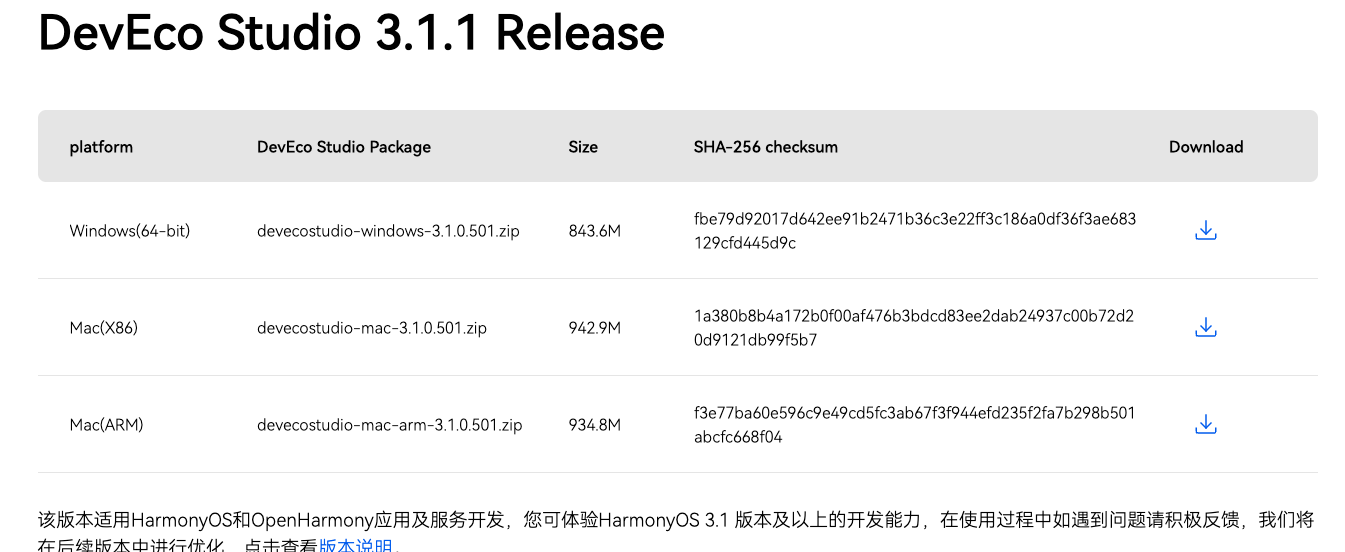 DevEco Studio 3.1.1 Release
platform DevEco Studio Package Size SHA-256 checksum Download
Windows(64-bit) devecostudio-windows-3.1.0.501.zip 843.6M fbe79d92017d642ee91b2471b36c3e22ff3c186a0df36f3ae683
129cfd445d9c
Mac(X86) devecostudio-mac-3.1.0.501.zip 942.9M 1a380b8b4a172b0f00af476b3bdcd83ee2dab24937c00b72d2
0d9121db99f5b7
Mac(ARM) devecostudio-mac-arm-3.1.0.501.zip 934.8M f3e77ba60e596c9e49cd5fc3ab67f3f944efd235f2fa7b298b501
abcfc668f04
该版本适用HarmonyOS和OpenHarmony应用及服务开发，您可体验HarmonyOS 3.1 版本及以上的开发能力，在使用过程中如遇到问题请积极反馈，我们将
在后续版本中进行优化。点击查看版本说明。